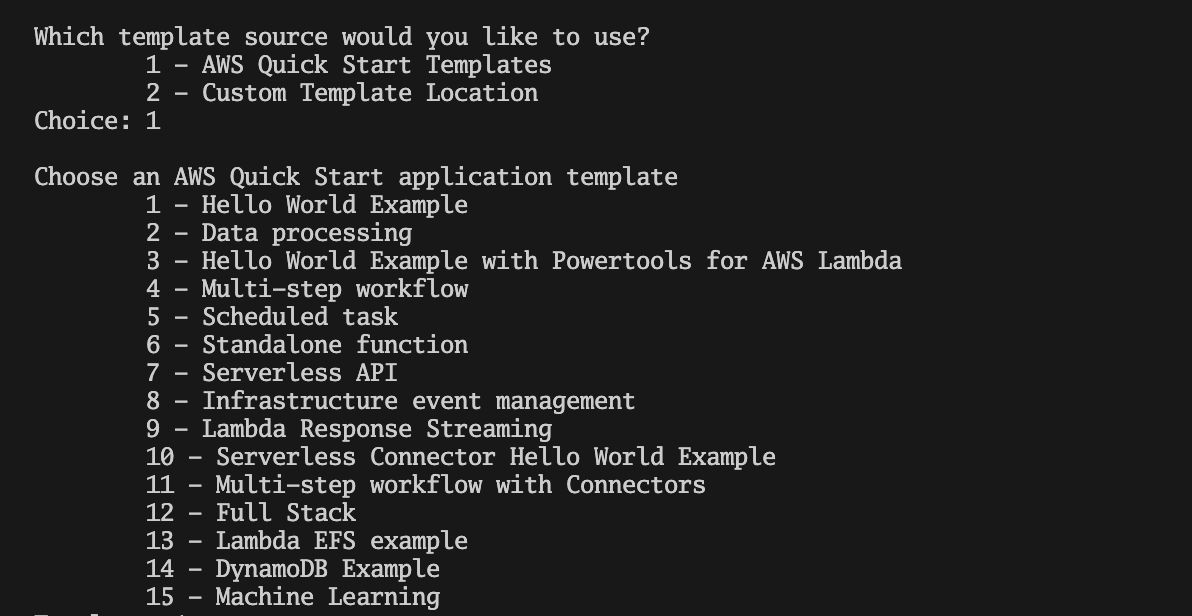 Which template source would you like to use?
1 – AWS Quick Start Templates
2 – Custom Template Location
Choice: 1
Choose an AWS Quick Start application template
1 – Hello World Example
2 – Data processing
3 – Hello World Example with Powertools for AWS Lambda
4 – Multi-step workflow
5 – Scheduled task
6 – Standalone function
7 – Serverless API
8 – Infrastructure event management
9 – Lambda Response Streaming
10 – Serverless Connector Hello World Example
11 – Multi-step workflow with Connectors
12 – Full Stack
13 – Lambda EFS example
14 – DynamoDB Example
15 – Machine Learning